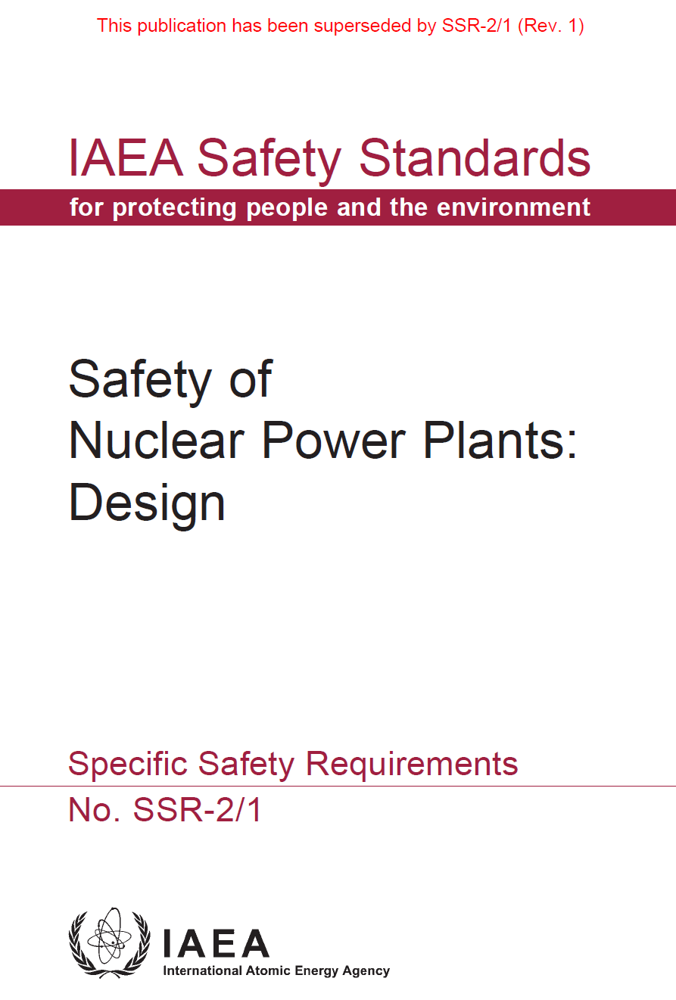 This publication has been superseded by SSR-2/1 (Rev. 1)
IAEA Safety Standards
for protecting people and the environment
Safety of
Nuclear Power Plants:
Design
Specific Safety Requirements
No. SSR-2/1
IAEA
International Atomic Energy Agency